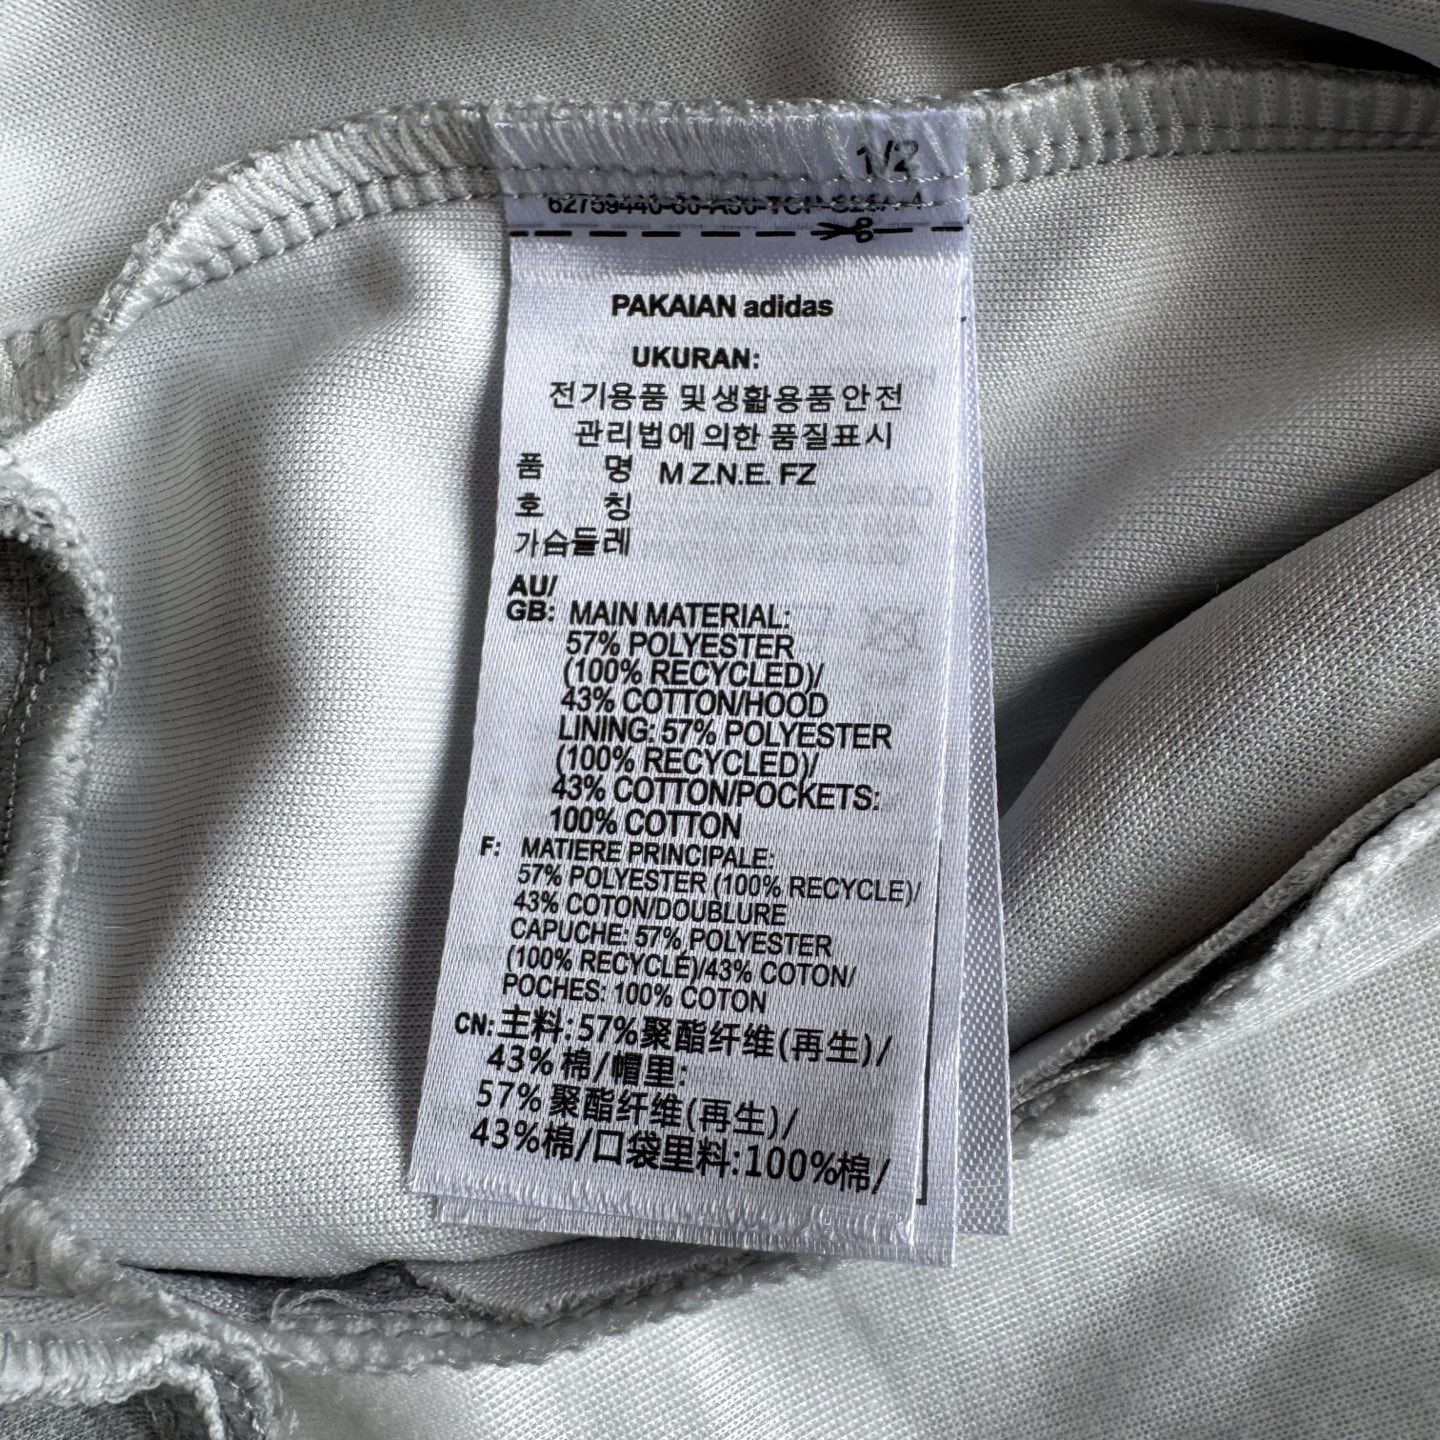 1/2
PAKAIAN adidas
UKURAN:
전기용품 및 생활용품안전
관리법에 의한 품질표시
품 명 M Z.N.E. FZ
호 칭
가슴둘레
AU/
GB: MAIN MATERIAL:
57% POLYESTER
(100% RECYCLED)/
43% COTTON/HOOD
LINING: 57% POLYESTER
(100% RECYCLED)/
43% COTTON/POCKETS:
100% COTTON
F: MATIERE PRINCIPALE:
57% POLYESTER (100% RECYCLE)/
43% COTON/DOUBLURE
CAPUCHE: 57% POLYESTER
(100% RECYCLE)/43% COTON/
POCHES: 100% COTON
CN: 主料:57%聚酯纤维(再生)/
43%棉/帽里:
57%聚酯纤维(再生)/
43%棉/口袋里料:100%棉/